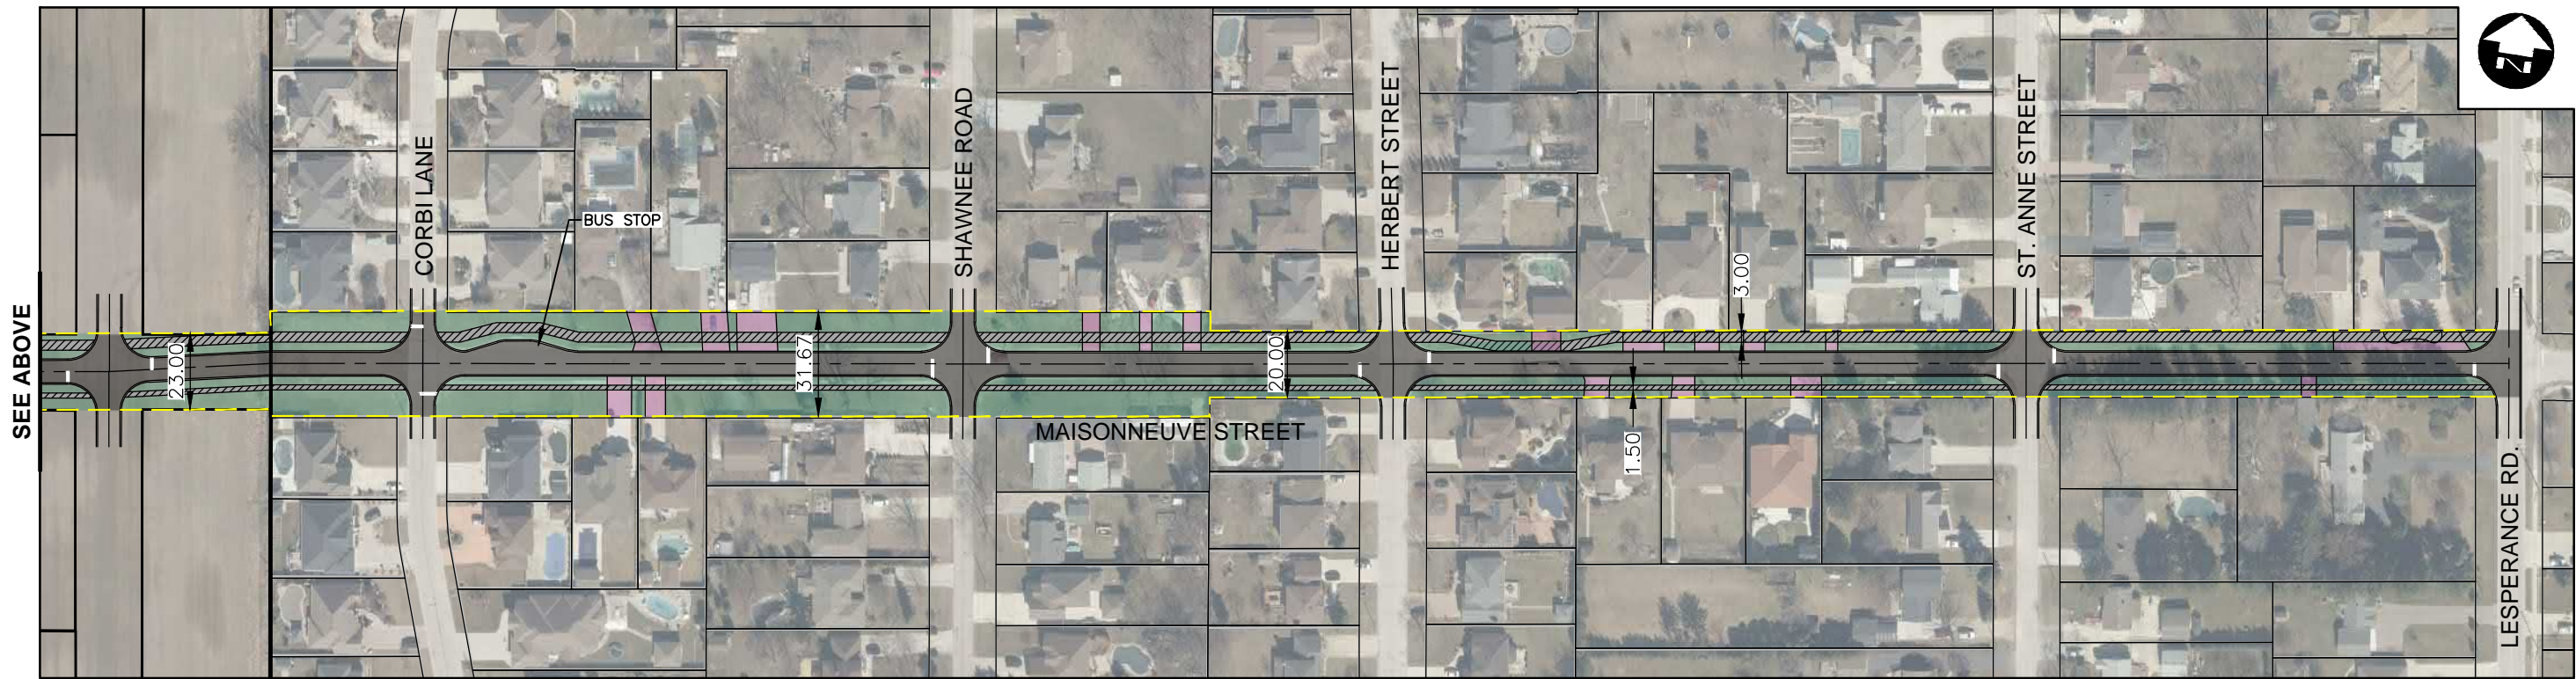 SEE ABOVE
23.00
CORBI LANE
BUS STOP
31.67
SHAWNEE ROAD
MAISONNEUVE STREET
20.00
HERBERT STREET
1.50
3.00
ST. ANNE STREET
LESPERANCE RD.
N